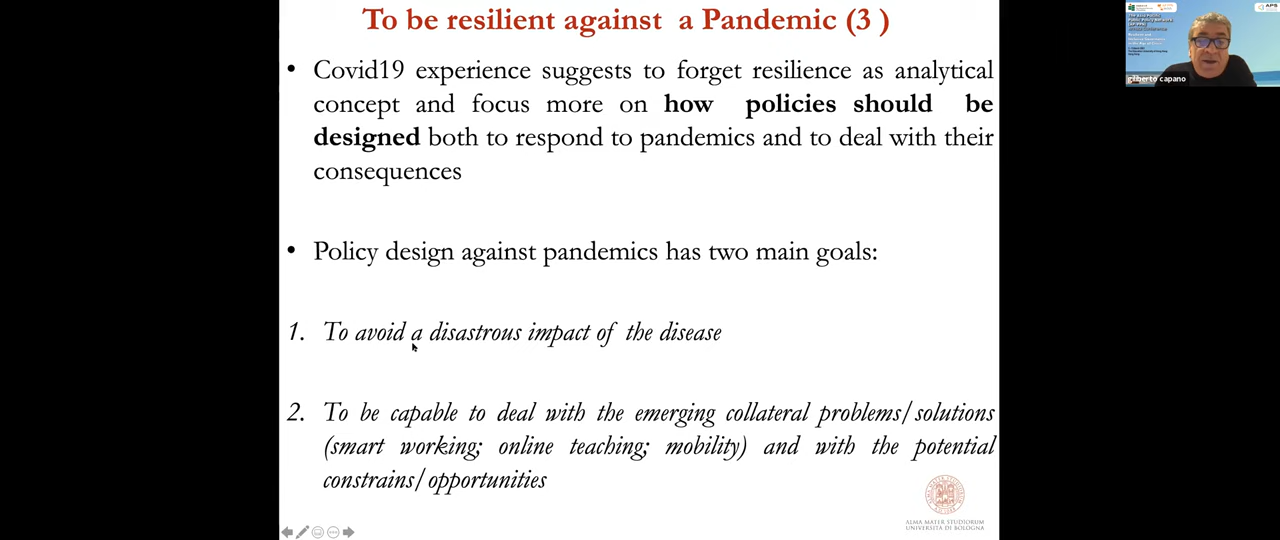 To be resilient against a Pandemic (3 )
• Covid19 experience suggests to forget resilience as analytical
concept and focus more on how policies should be
designed both to respond to pandemics and to deal with their
consequences
• Policy design against pandemics has two main goals:
1. To avoid a disastrous impact of the disease
2. To be capable to deal with the emerging collateral problems/solutions
(smart working; online teaching; mobility) and with the potential
constrains/opportunities
ALMA MATER STUDIORUM
UNIVERSITÀ DI BOLOGNA
gilberto capano
APS